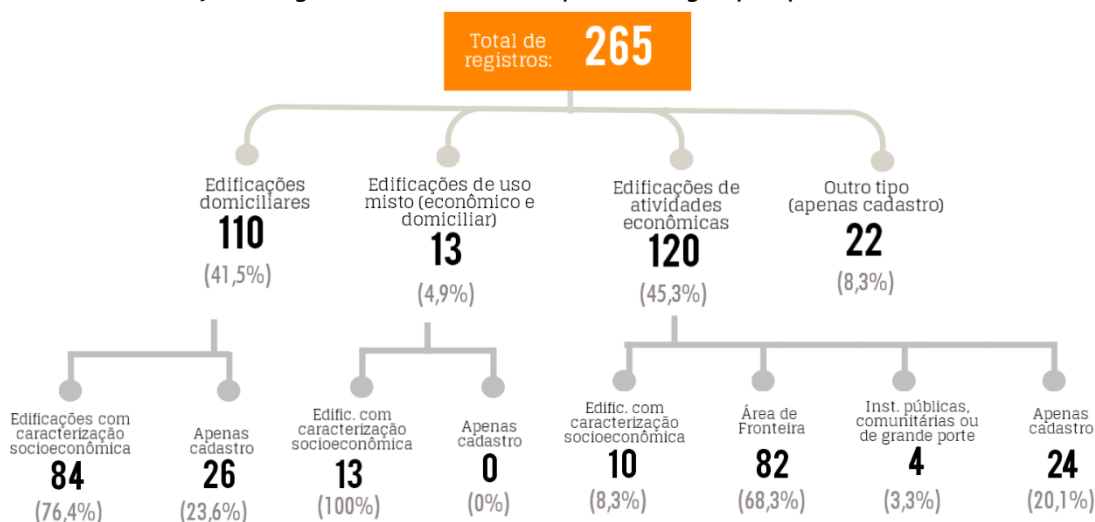 Total de
registros:
265
Edificações
domiciliares
110
(41,5%)
Edificações de uso
misto (econômico e
domiciliar)
13
(4,9%)
Edificações de
atividades
econômicas
120
(45,3%)
Outro tipo
(apenas cadastro)
22
(8,3%)
Edificações com
caracterização
socioeconômica
84
(76,4%)
Apenas
cadastro
26
(23,6%)
Edific. com
caracterização
socioeconômica
13
(100%)
Apenas
cadastro
0
(0%)
Edific. com
caracterização
socioeconômica
10
(8,3%)
Área de
Fronteira
82
(68,3%)
Inst. públicas,
comunitárias ou
de grande porte
4
(3,3%)
Apenas
cadastro
24
(20,1%)